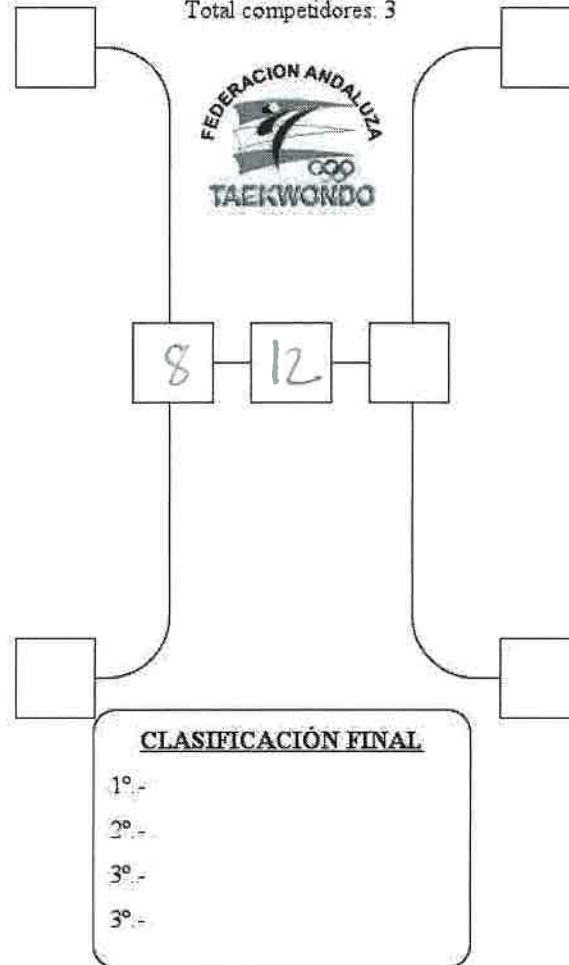 Total competidores: 3
FEDERACION ANDALUZA
TAEKWONDO
8 12
CLASIFICACIÓN FINAL
1º.-
2º.-
3º.-
3º.-